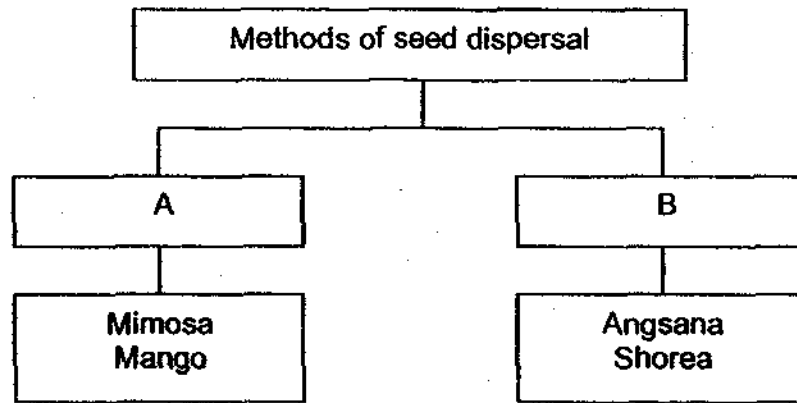 Methods of seed dispersal
A
B
Mimosa
Mango
Angsana
Shorea